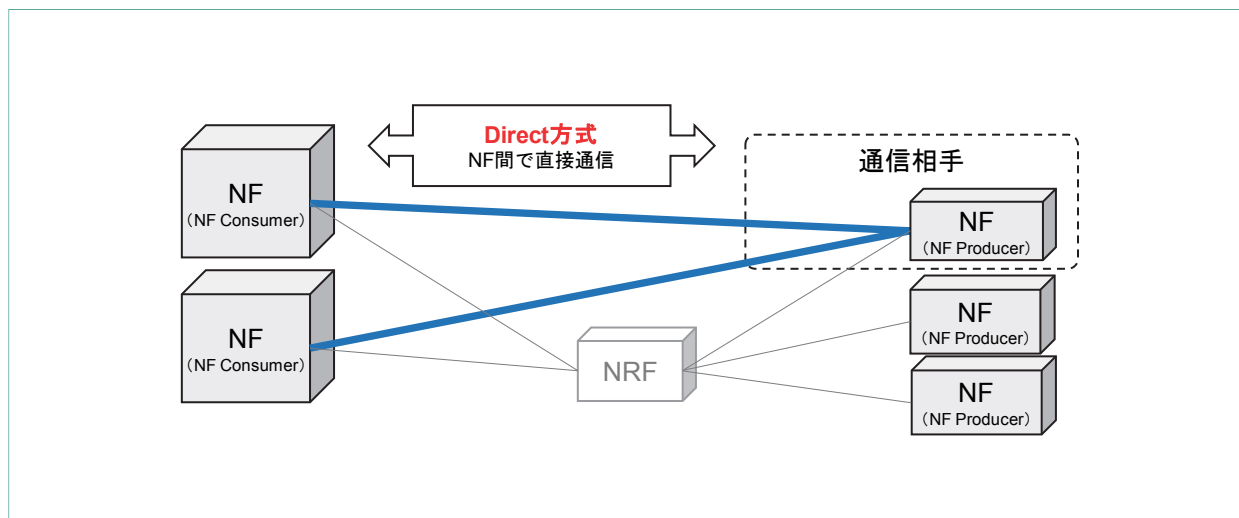 Direct方式
NF間で直接通信
通信相手
NF
（NF Consumer）
NF
（NF Producer）
NF
（NF Consumer）
NF
（NF Producer）
NRF
NF
（NF Producer）